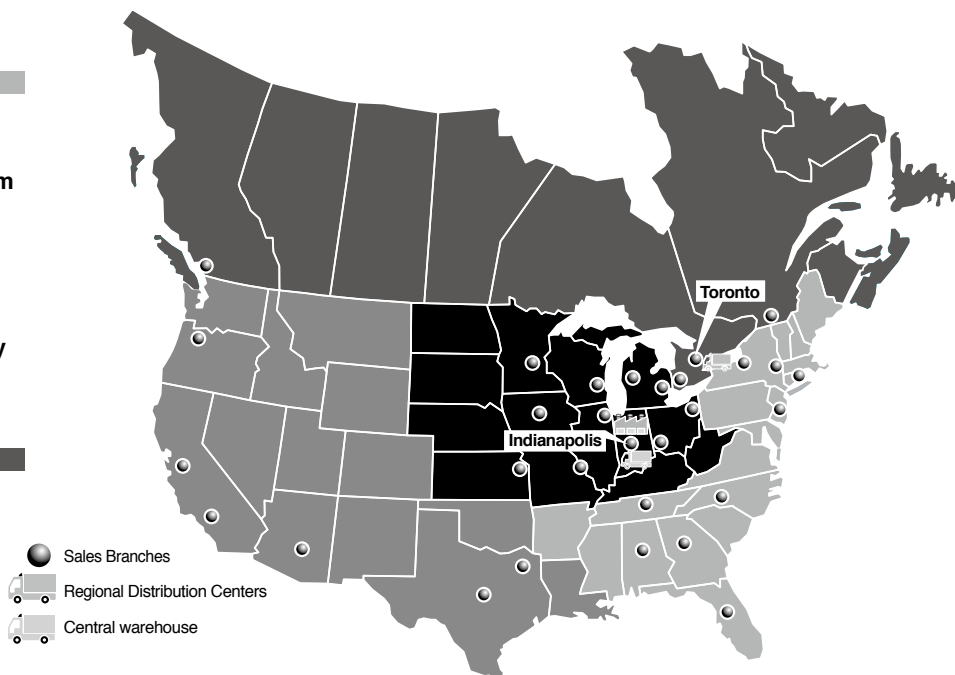 m
y
Toronto
Indianapolis
Sales Branches
Regional Distribution Centers
Central warehouse